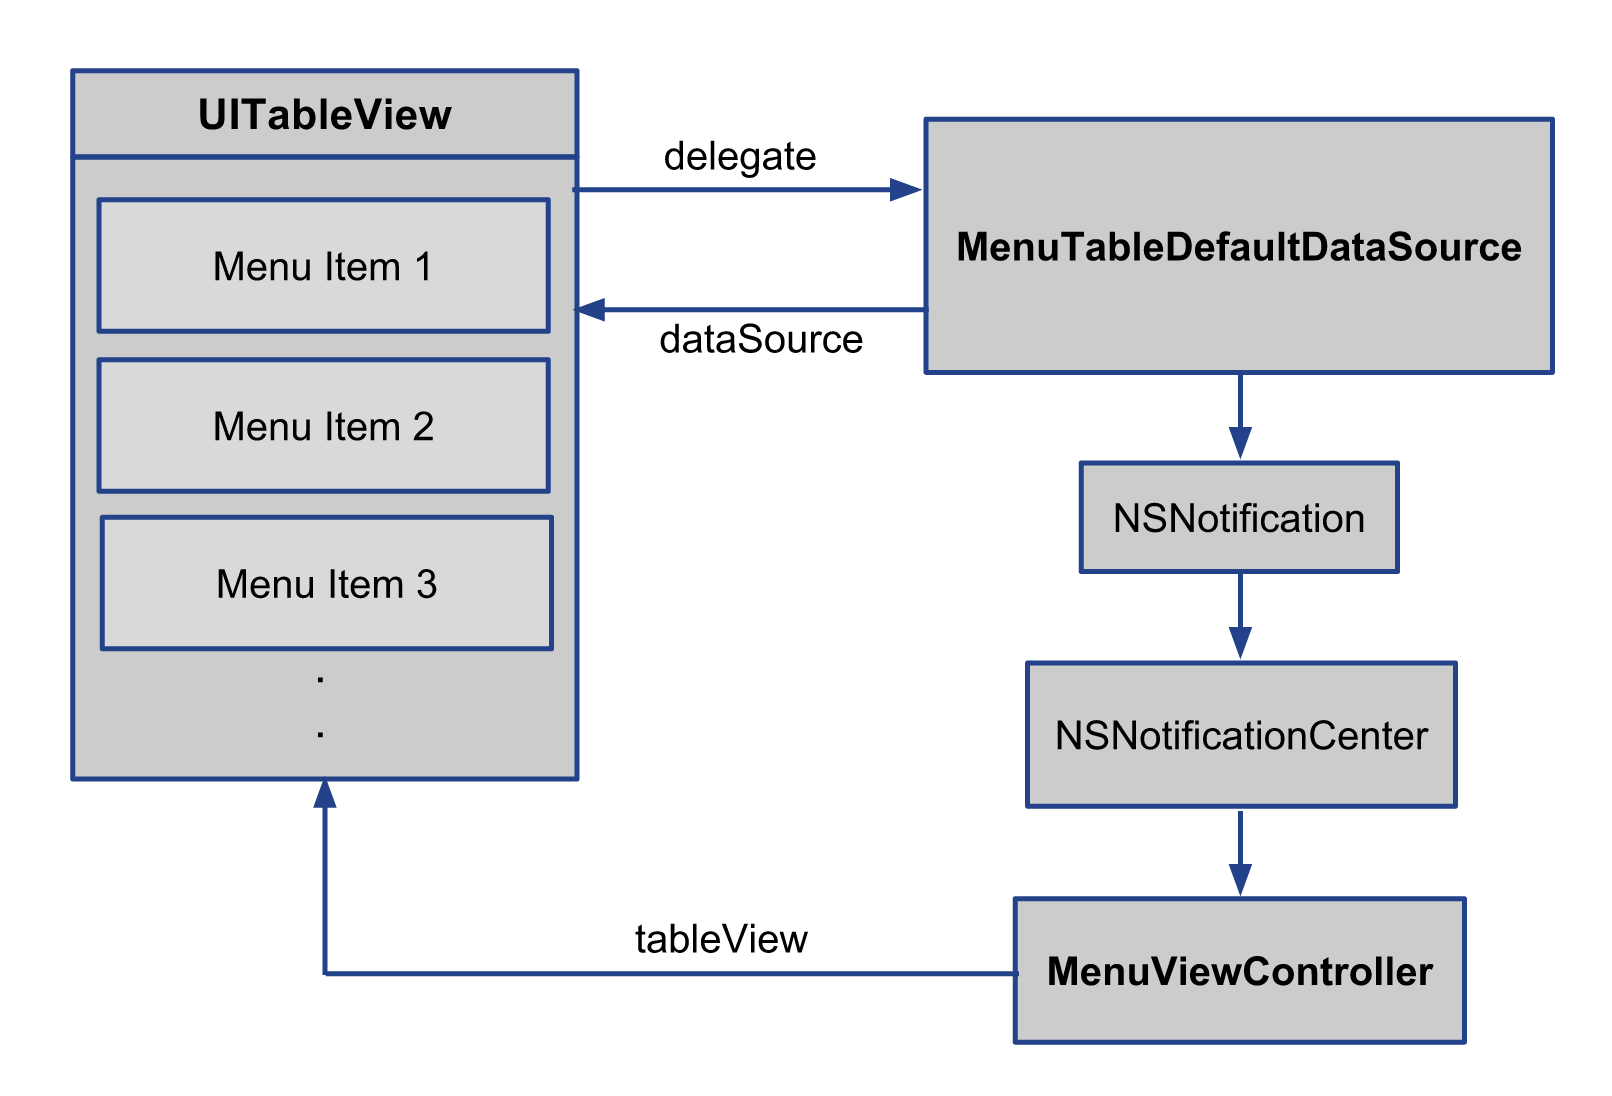 UITableView
Menu Item 1
Menu Item 2
Menu Item 3
.
.
delegate
dataSource
MenuTableDefaultDataSource
NSNotification
NSNotificationCenter
MenuViewController
tableView